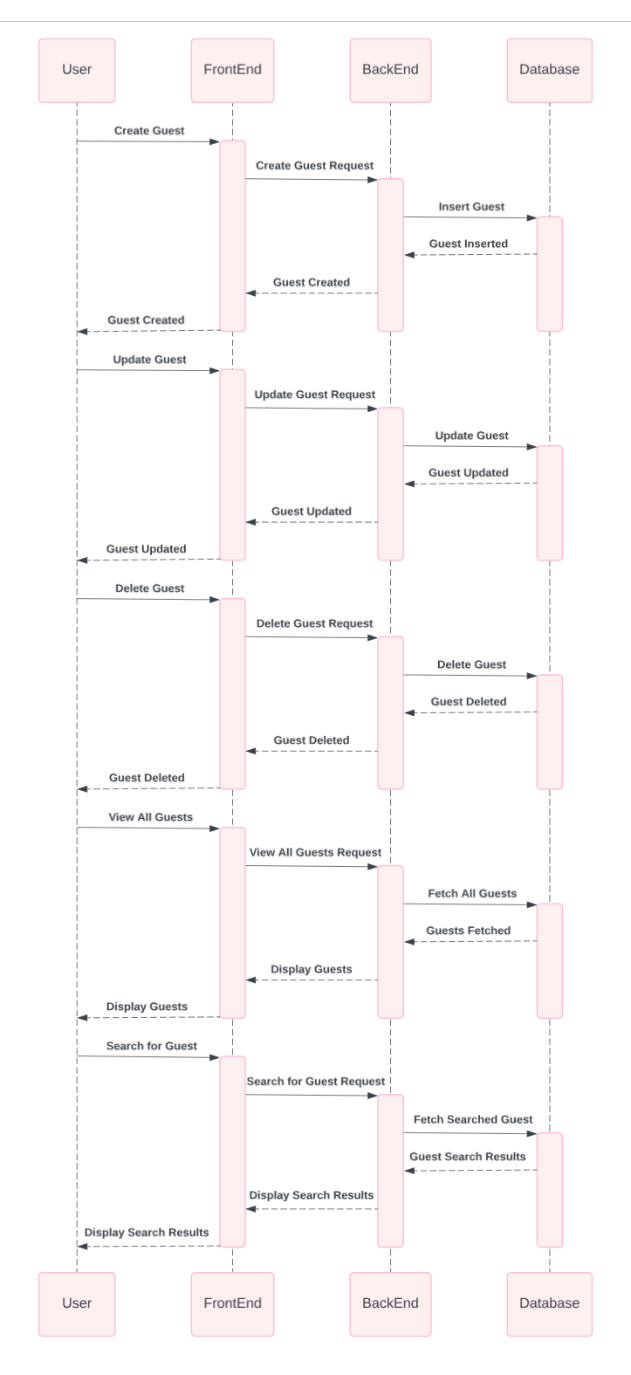 User
FrontEnd
BackEnd
Database
Create Guest
Create Guest Request
Insert Guest
Guest Inserted
Guest Created
Guest Created
Update Guest
Update Guest Request
Update Guest
Guest Updated
Guest Updated
Guest Updated
Delete Guest
Delete Guest Request
Delete Guest
Guest Deleted
Guest Deleted
Guest Deleted
View All Guests
View All Guests Request
Fetch All Guests
Guests Fetched
Display Guests
Display Guests
Search for Guest
Search for Guest Request
Fetch Searched Guest
Guest Search Results
Display Search Results
Display Search Results
User
FrontEnd
BackEnd
Database